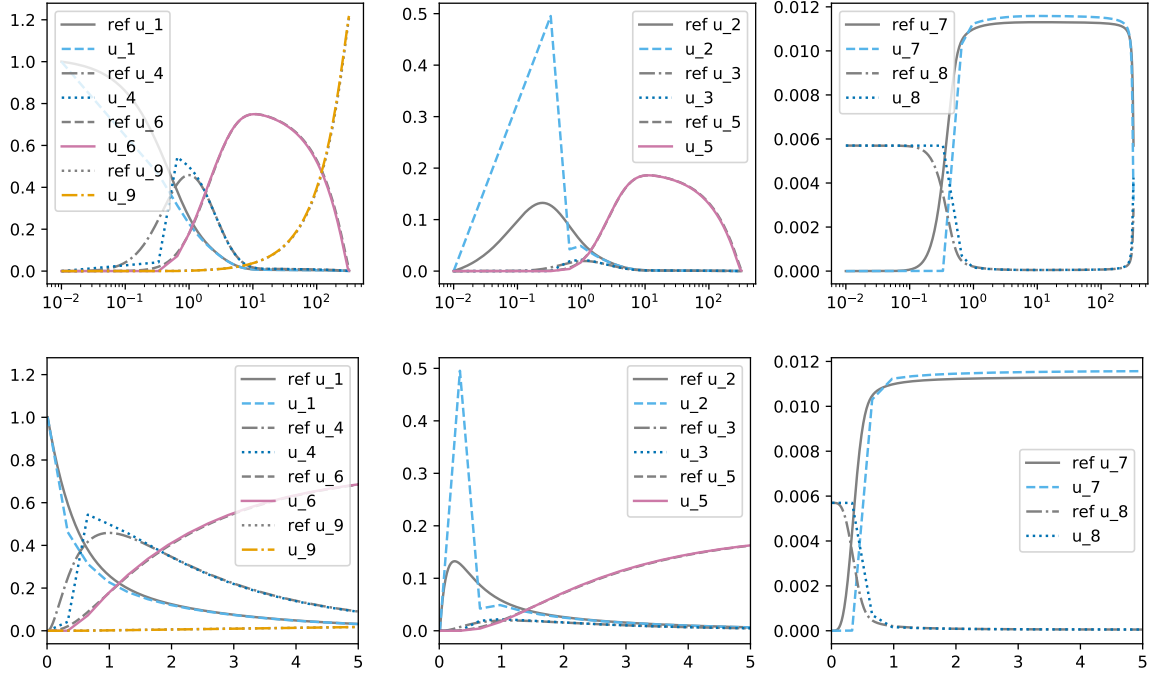 1.2
1.0
0.8
0.6
0.4
0.2
0.0
ref u_1
u_1
ref u_4
u_4
ref u_6
u_6
ref u_9
u_9
10⁻² 10⁻¹ 10⁰ 10¹ 10²
0.5
0.4
0.3
0.2
0.1
0.0
ref u_2
u_2
ref u_3
u_3
ref u_5
u_5
10⁻² 10⁻¹ 10⁰ 10¹ 10²
0.012
0.010
0.008
0.006
0.004
0.002
0.000
ref u_7
u_7
ref u_8
u_8
10⁻² 10⁻¹ 10⁰ 10¹ 10²
1.2
1.0
0.8
0.6
0.4
0.2
0.0
ref u_1
u_1
ref u_4
u_4
ref u_6
u_6
ref u_9
u_9
0 1 2 3 4 5
0.5
0.4
0.3
0.2
0.1
0.0
ref u_2
u_2
ref u_3
u_3
ref u_5
u_5
0 1 2 3 4 5
0.012
0.010
0.008
0.006
0.004
0.002
0.000
ref u_7
u_7
ref u_8
u_8
0 1 2 3 4 5